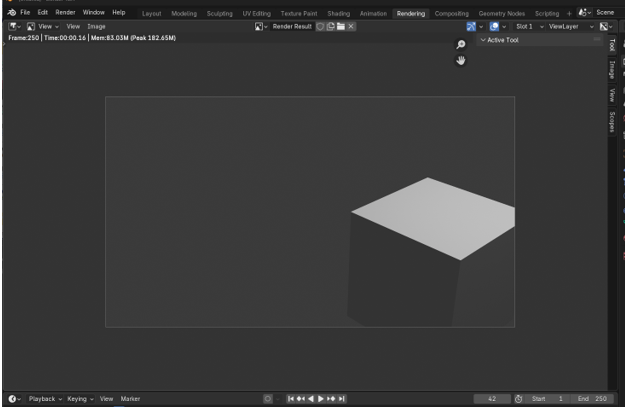 File Edit Render Window Help Layout Modeling Sculpting UV Editing Texture Paint Shading Animation Rendering Compositing Geometry Nodes Scripting + Scene
View View Image Render Result Slot 1 ViewLayer
Frame:250 | Time:00:00.16 | Mem:83.03M (Peak 182.65M)
Active Tool
Tool
Image
View
Scopes
Playback Keying View Marker 42 Start 1 End 250